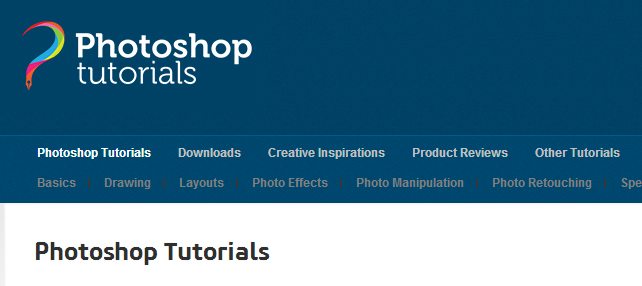 Photoshop
tutorials
Photoshop Tutorials Downloads Creative Inspirations Product Reviews Other Tutorials
Basics Drawing Layouts Photo Effects Photo Manipulation Photo Retouching Spe
Photoshop Tutorials